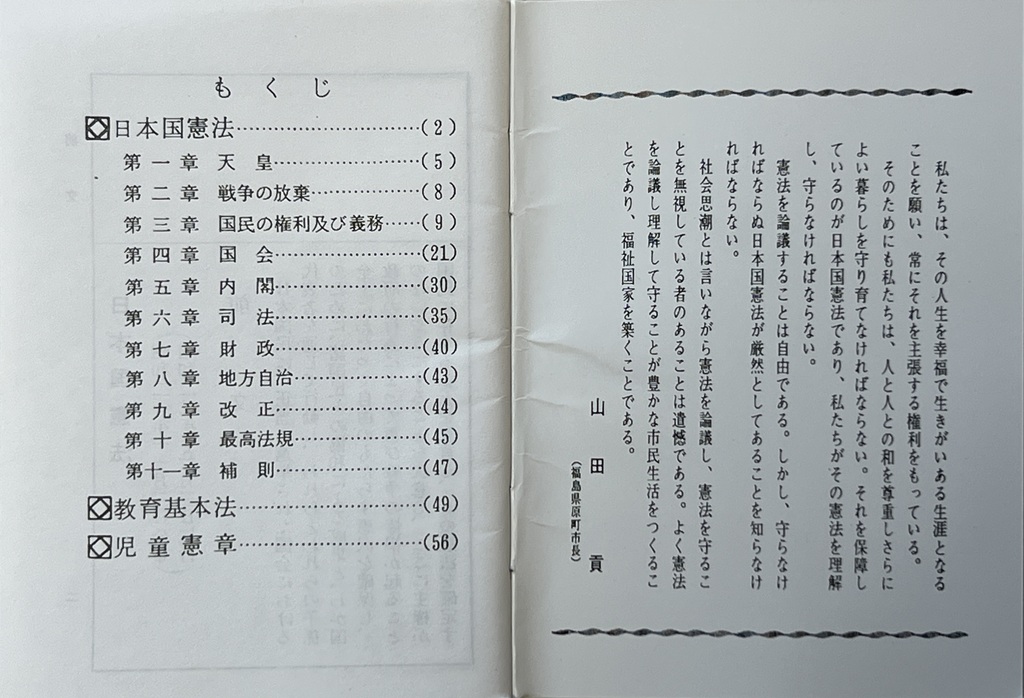 もくじ
日本国憲法……………………(2)
第一章 天皇………………(5)
第二章 戦争の放棄……………(8)
第三章 国民の権利及び義務……(9)
第四章 国会………………(21)
第五章 内閣………………(30)
第六章 司法………………(35)
第七章 財政………………(40)
第八章 地方自治……………(43)
第九章 改正………………(44)
第十章 最高法規……………(45)
第十一章 補則………………(47)
教育基本法……………………(49)
児童憲章……………………(56)
私たちは、その人生を幸福で生きがいある生涯となる
ことを願い、常にそれを主張する権利をもっている。
そのためにも私たちは、人と人との和を尊重しさらに
よい暮らしを守り育てなければならない。それを保障し
ているのが日本国憲法であり、私たちがその憲法を理解
し、守らなければならない。
憲法を論議することは自由である。しかし、守らなけ
ればならぬ日本国憲法が厳然としてあることを知らなけ
ればならない。
社会思潮とは言いながら憲法を論議し、憲法を守るこ
とを無視している者のあることは遺憾である。よく憲法
を論議し理解して守ることが豊かな市民生活をつくるこ
とであり、福祉国家を築くことである。
山田 貢
(福島県原町市長)